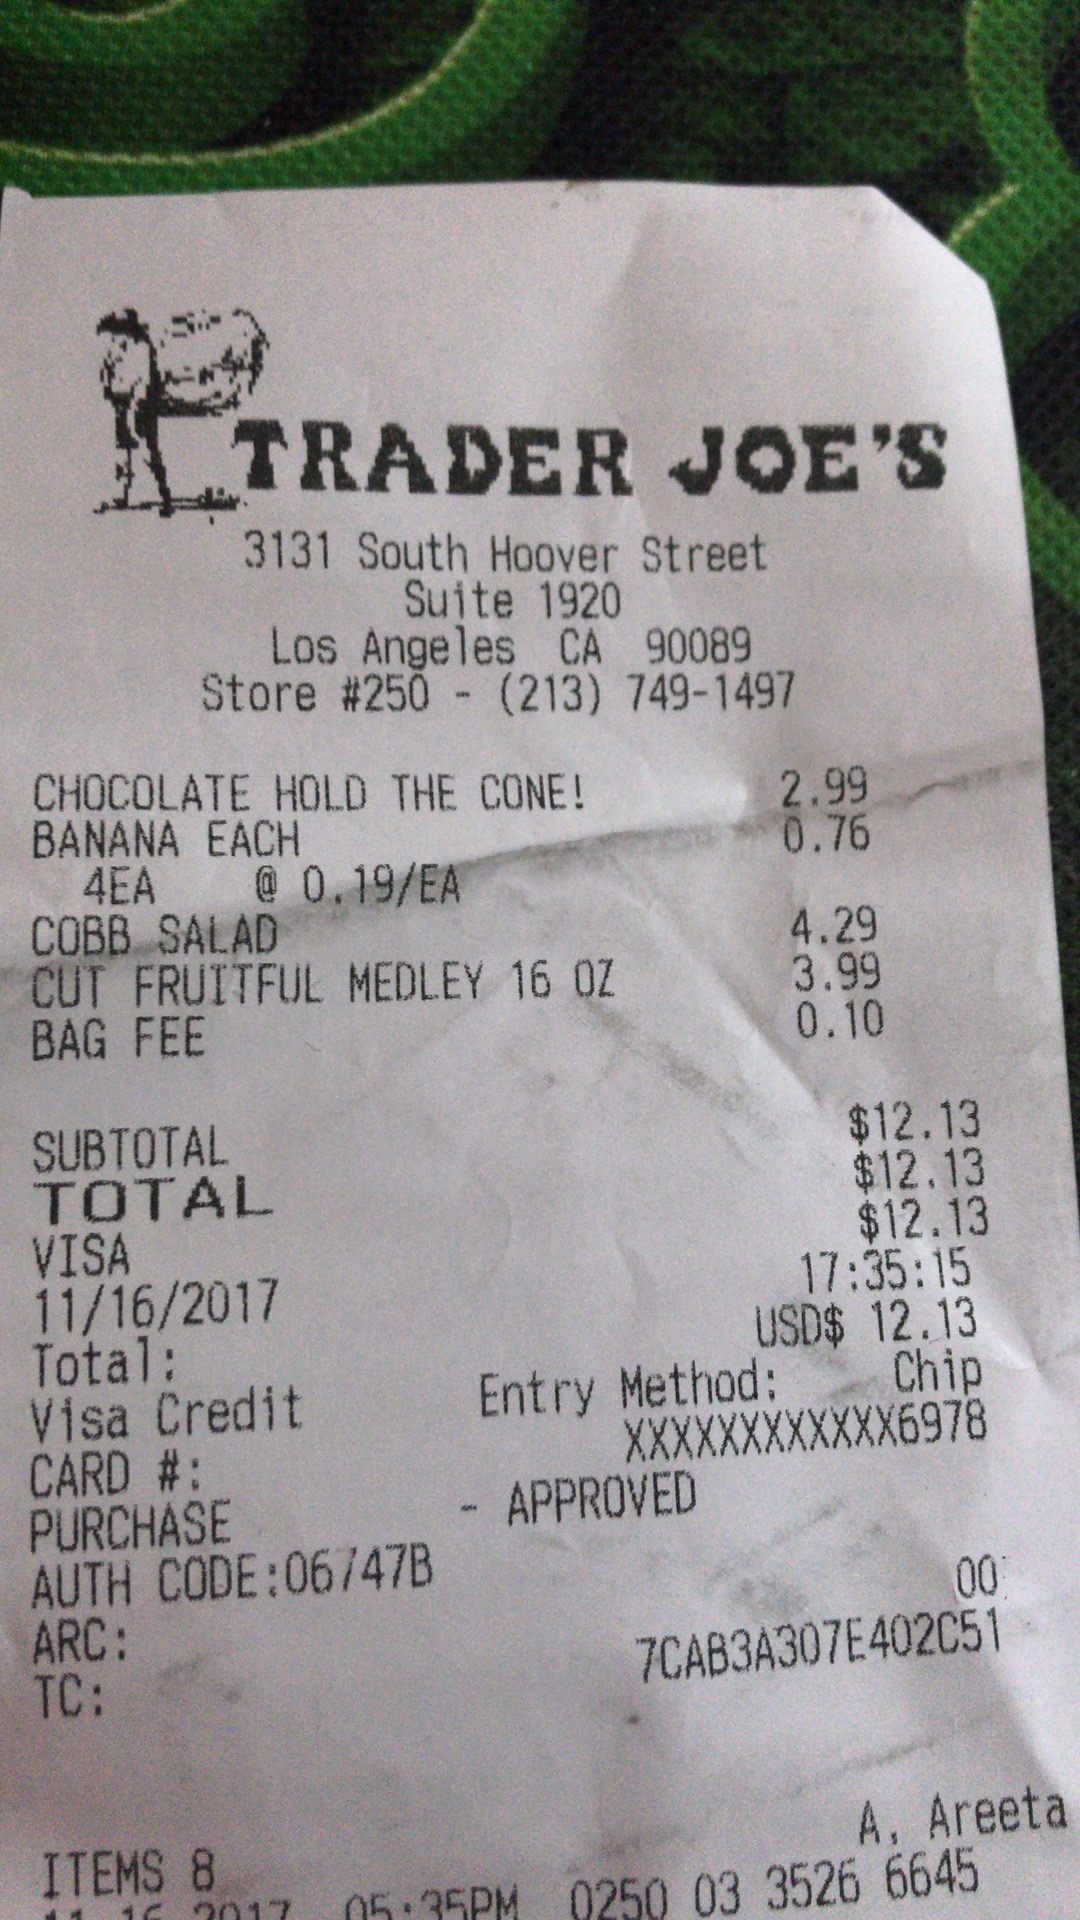 TRADER JOE'S
3131 South Hoover Street
Suite 1920
Los Angeles CA 90089
Store #250 - (213) 749-1497
CHOCOLATE HOLD THE CONE! 2.99
BANANA EACH 0.76
4EA @ 0.19/EA
COBB SALAD 4.29
CUT FRUITFUL MEDLEY 16 OZ 3.99
BAG FEE 0.10
SUBTOTAL $12.13
TOTAL $12.13
VISA $12.13
11/16/2017 17:35:15
Total: USD$ 12.13
Visa Credit Entry Method: Chip
CARD #: XXXXXXXXXXXX6978
PURCHASE - APPROVED
AUTH CODE:06747B
ARC: 00
TC: 7CAB3A307E402C51
A. Areeta
ITEMS 8
11-16-2017 05:35PM 0250 03 3526 6645